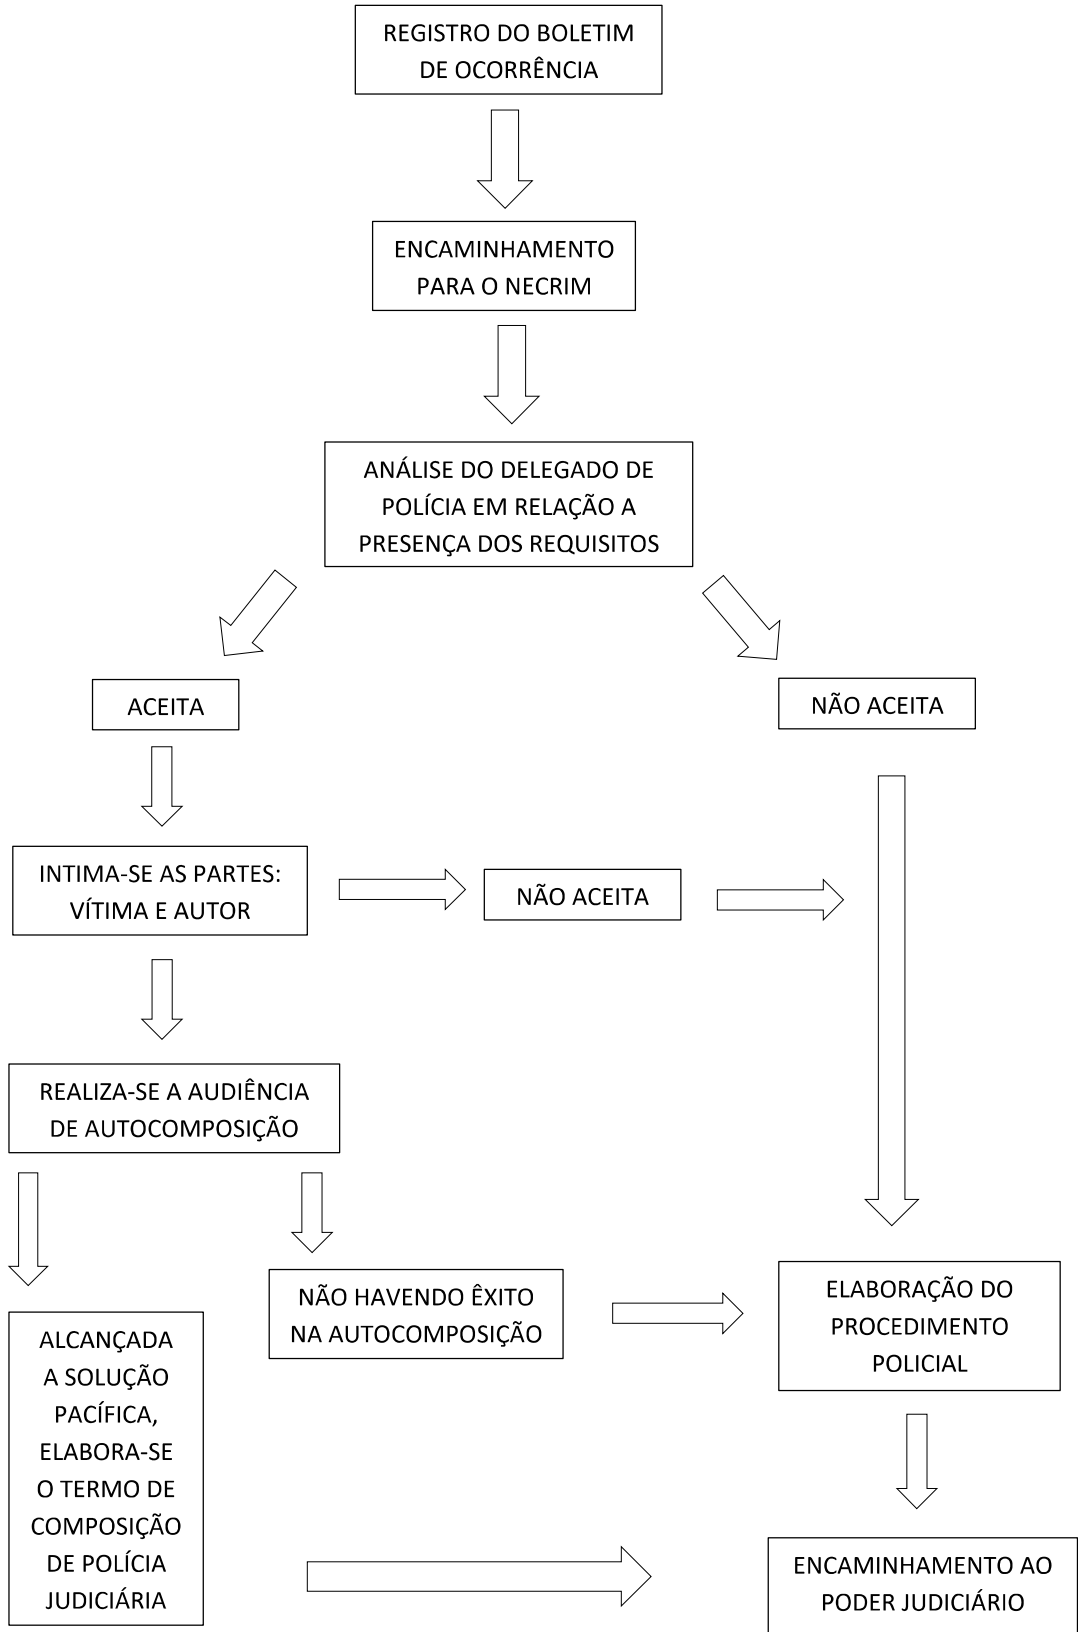 REGISTRO DO BOLETIM
DE OCORRÊNCIA
ENCAMINHAMENTO
PARA O NECRIM
ANÁLISE DO DELEGADO DE
POLÍCIA EM RELAÇÃO A
PRESENÇA DOS REQUISITOS
ACEITA
NÃO ACEITA
INTIMA-SE AS PARTES:
VÍTIMA E AUTOR
NÃO ACEITA
REALIZA-SE A AUDIÊNCIA
DE AUTOCOMPOSIÇÃO
NÃO HAVENDO ÊXITO
NA AUTOCOMPOSIÇÃO
ELABORAÇÃO DO
PROCEDIMENTO
POLICIAL
ALCANÇADA
A SOLUÇÃO
PACÍFICA,
ELABORA-SE
O TERMO DE
COMPOSIÇÃO
DE POLÍCIA
JUDICIÁRIA
ENCAMINHAMENTO AO
PODER JUDICIÁRIO